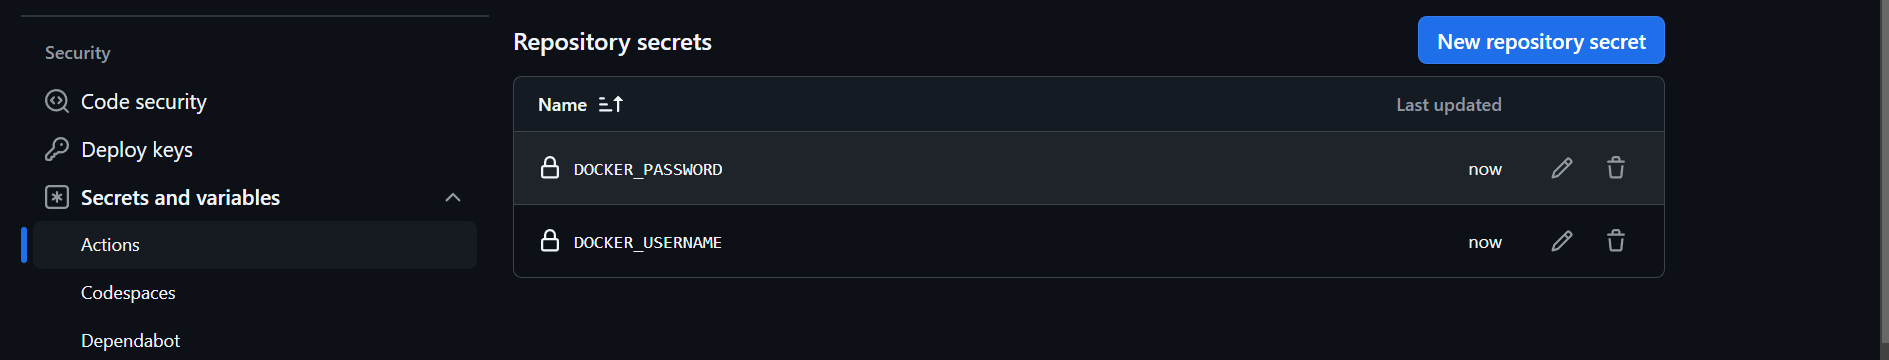 Security
Code security
Deploy keys
Secrets and variables
Actions
Codespaces
Dependabot
Repository secrets
New repository secret
Name Last updated
DOCKER_PASSWORD now
DOCKER_USERNAME now